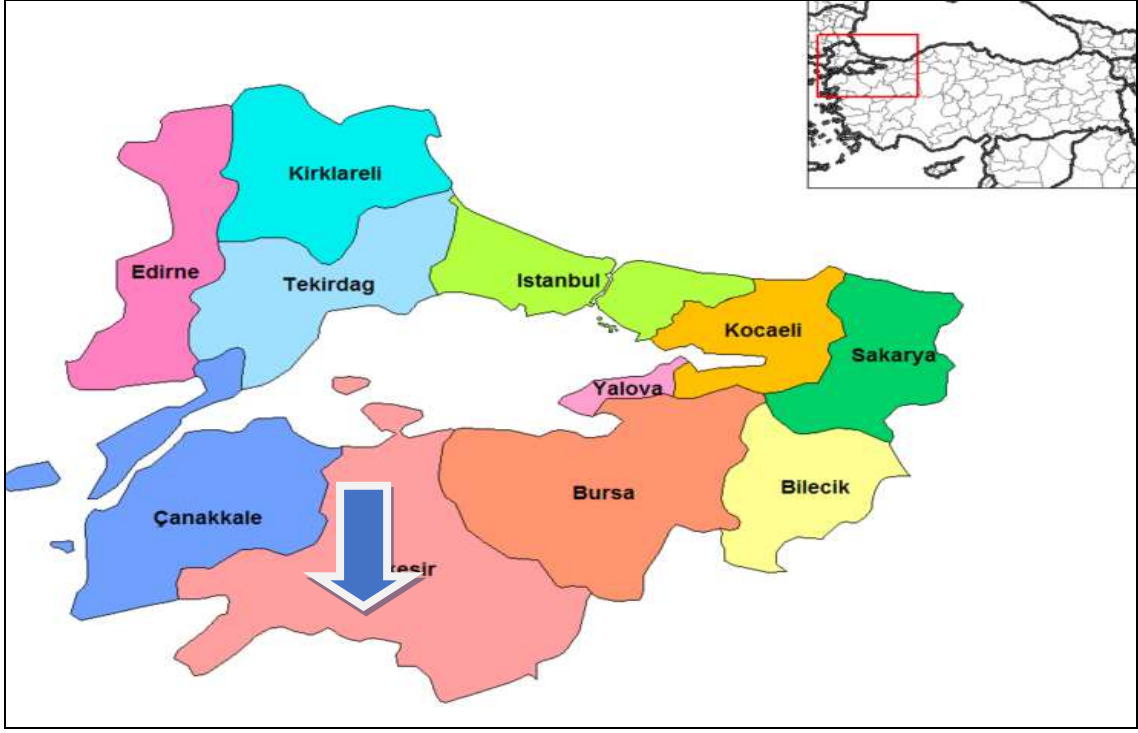 Kirklareli
Edirne
Tekirdag
Istanbul
Kocaeli
Sakarya
Yalova
Bursa
Bilecik
Çanakkale